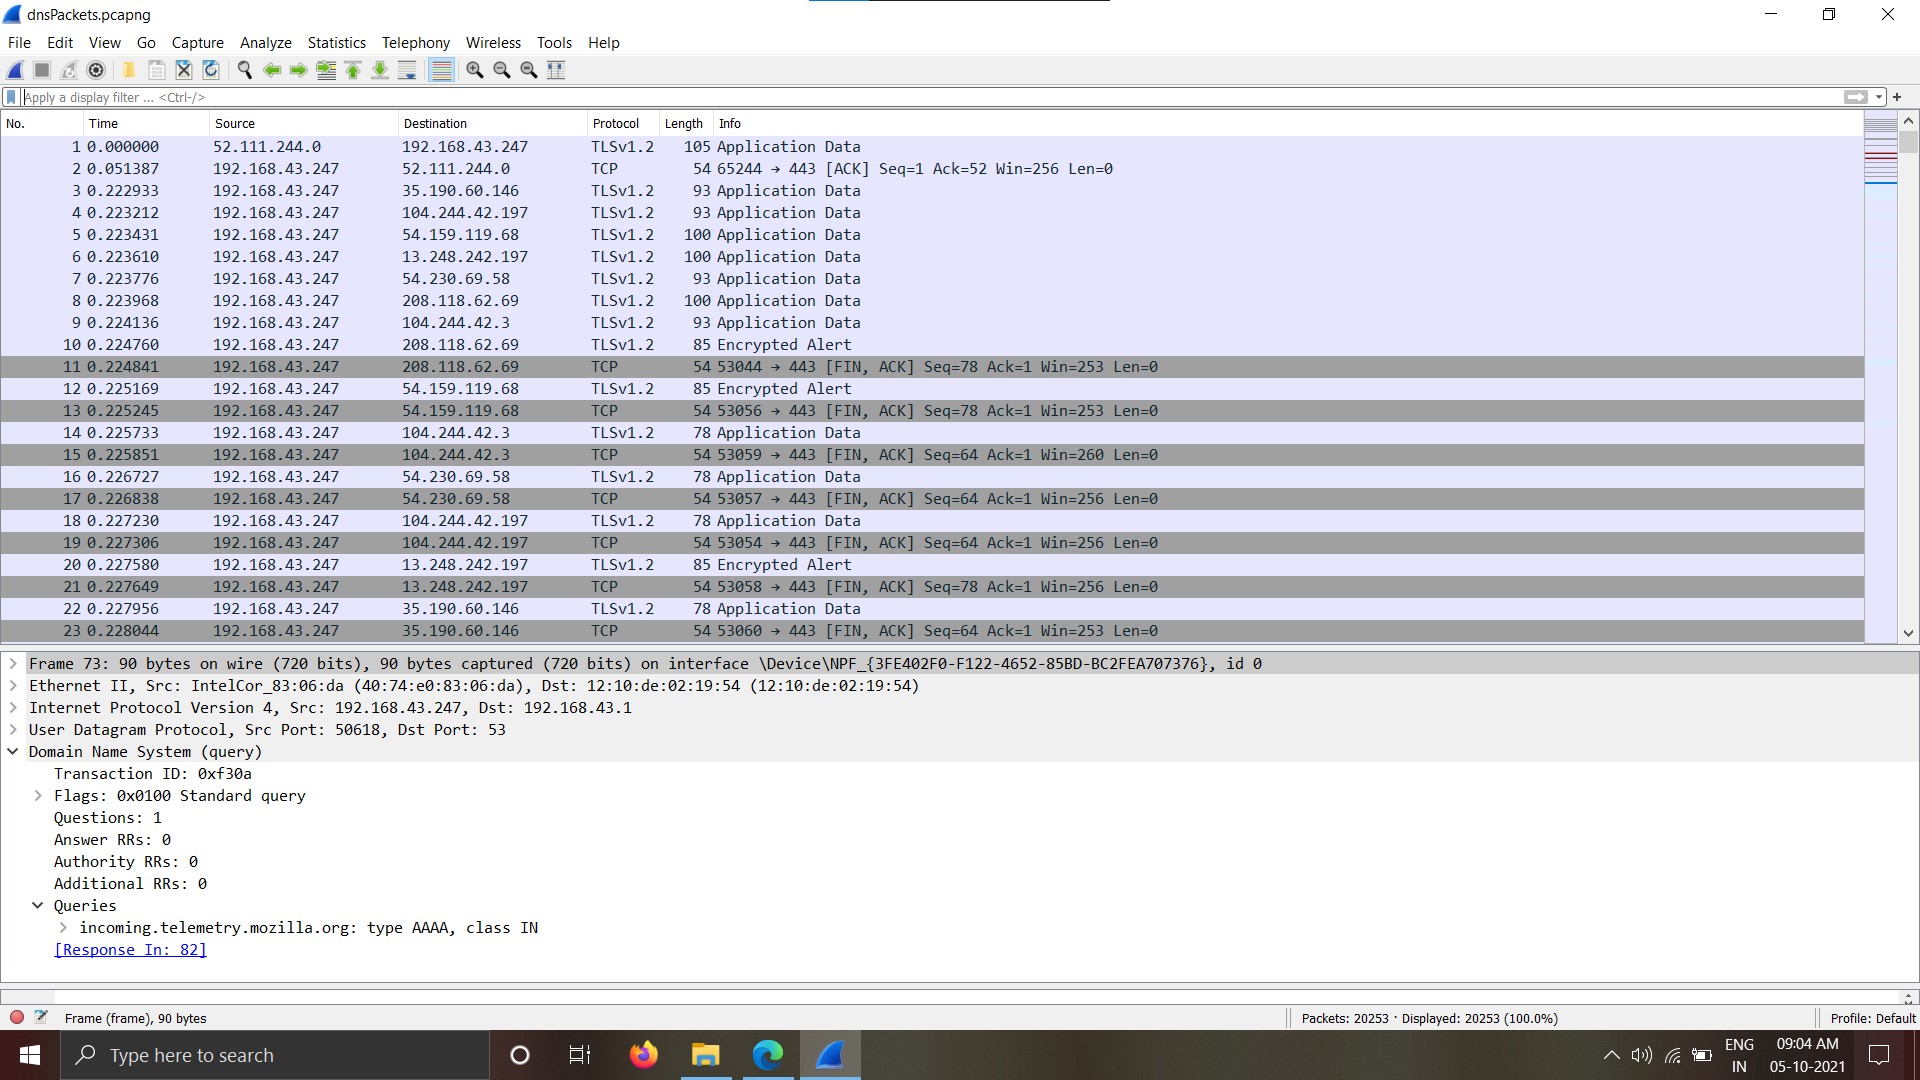 dnsPackets.pcapng
File Edit View Go Capture Analyze Statistics Telephony Wireless Tools Help
Apply a display filter ... <Ctrl-/>
No. Time Source Destination Protocol Length Info
1 0.000000 52.111.244.0 192.168.43.247 TLSv1.2 105 Application Data
2 0.051387 192.168.43.247 52.111.244.0 TCP 54 65244 → 443 [ACK] Seq=1 Ack=52 Win=256 Len=0
3 0.222933 192.168.43.247 35.190.60.146 TLSv1.2 93 Application Data
4 0.223212 192.168.43.247 104.244.42.197 TLSv1.2 93 Application Data
5 0.223431 192.168.43.247 54.159.119.68 TLSv1.2 100 Application Data
6 0.223610 192.168.43.247 13.248.242.197 TLSv1.2 100 Application Data
7 0.223776 192.168.43.247 54.230.69.58 TLSv1.2 93 Application Data
8 0.223968 192.168.43.247 208.118.62.69 TLSv1.2 100 Application Data
9 0.224136 192.168.43.247 104.244.42.3 TLSv1.2 93 Application Data
10 0.224760 192.168.43.247 208.118.62.69 TLSv1.2 85 Encrypted Alert
11 0.224841 192.168.43.247 208.118.62.69 TCP 54 53044 → 443 [FIN, ACK] Seq=78 Ack=1 Win=253 Len=0
12 0.225169 192.168.43.247 54.159.119.68 TLSv1.2 85 Encrypted Alert
13 0.225245 192.168.43.247 54.159.119.68 TCP 54 53056 → 443 [FIN, ACK] Seq=78 Ack=1 Win=253 Len=0
14 0.225733 192.168.43.247 104.244.42.3 TLSv1.2 78 Application Data
15 0.225851 192.168.43.247 104.244.42.3 TCP 54 53059 → 443 [FIN, ACK] Seq=64 Ack=1 Win=260 Len=0
16 0.226727 192.168.43.247 54.230.69.58 TLSv1.2 78 Application Data
17 0.226838 192.168.43.247 54.230.69.58 TCP 54 53057 → 443 [FIN, ACK] Seq=64 Ack=1 Win=256 Len=0
18 0.227230 192.168.43.247 104.244.42.197 TLSv1.2 78 Application Data
19 0.227306 192.168.43.247 104.244.42.197 TCP 54 53054 → 443 [FIN, ACK] Seq=64 Ack=1 Win=256 Len=0
20 0.227580 192.168.43.247 13.248.242.197 TLSv1.2 85 Encrypted Alert
21 0.227649 192.168.43.247 13.248.242.197 TCP 54 53058 → 443 [FIN, ACK] Seq=78 Ack=1 Win=256 Len=0
22 0.227956 192.168.43.247 35.190.60.146 TLSv1.2 78 Application Data
23 0.228044 192.168.43.247 35.190.60.146 TCP 54 53060 → 443 [FIN, ACK] Seq=64 Ack=1 Win=253 Len=0
Frame 73: 90 bytes on wire (720 bits), 90 bytes captured (720 bits) on interface \Device\NPF_{3FE402F0-F122-4652-85BD-BC2FEA707376}, id 0
Ethernet II, Src: IntelCor_83:06:da (40:74:e0:83:06:da), Dst: 12:10:de:02:19:54 (12:10:de:02:19:54)
Internet Protocol Version 4, Src: 192.168.43.247, Dst: 192.168.43.1
User Datagram Protocol, Src Port: 50618, Dst Port: 53
Domain Name System (query)
Transaction ID: 0xf30a
Flags: 0x0100 Standard query
Questions: 1
Answer RRs: 0
Authority RRs: 0
Additional RRs: 0
Queries
incoming.telemetry.mozilla.org: type AAAA, class IN
[Response In: 82]
Frame (frame), 90 bytes Packets: 20253 · Displayed: 20253 (100.0%) Profile: Default
Type here to search
ENG 09:04 AM
IN 05-10-2021